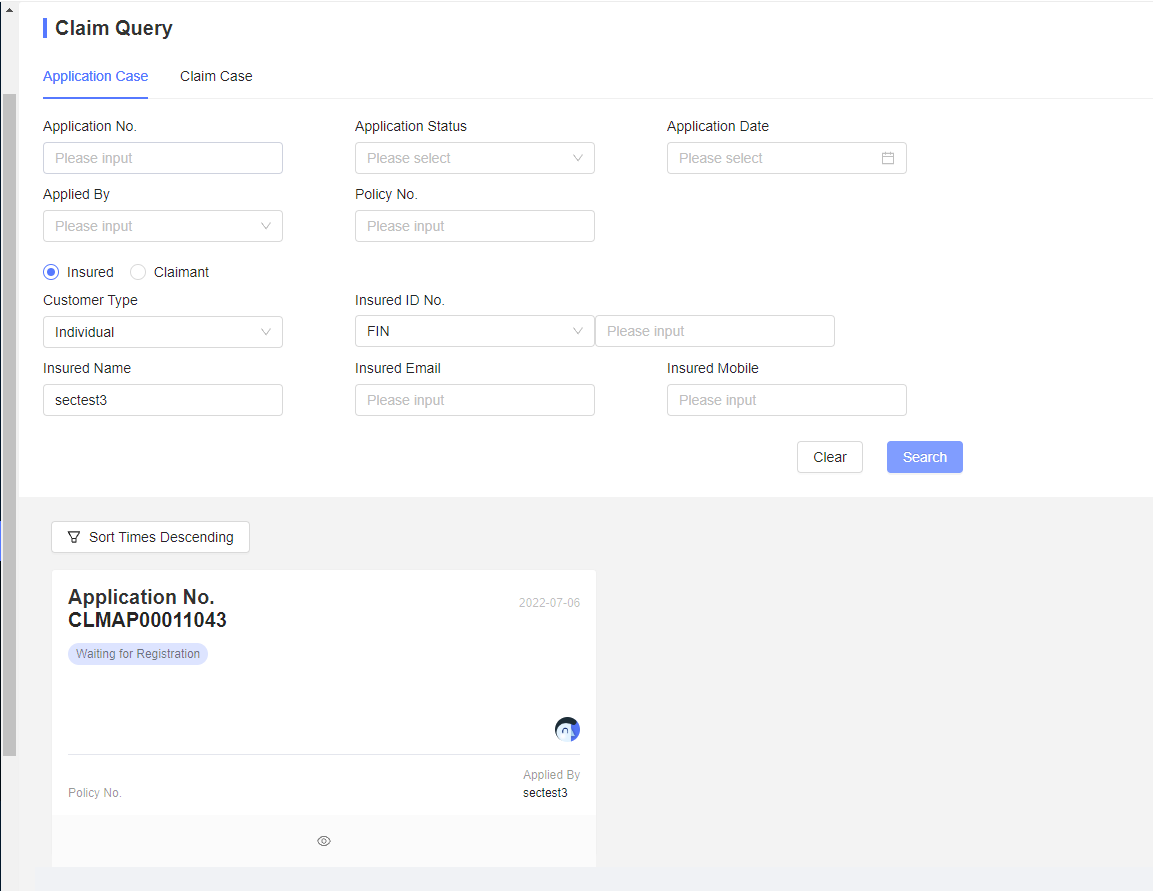 Claim Query
Application Case Claim Case
Application No. Application Status Application Date
Please input Please select Please select
Applied By Policy No.
Please input Please input
Insured Claimant
Customer Type Insured ID No.
Individual FIN Please input
Insured Name Insured Email Insured Mobile
sectest3 Please input Please input
Clear Search
Sort Times Descending
Application No.
CLMAP00011043
2022-07-06
Waiting for Registration
Applied By
Policy No. sectest3